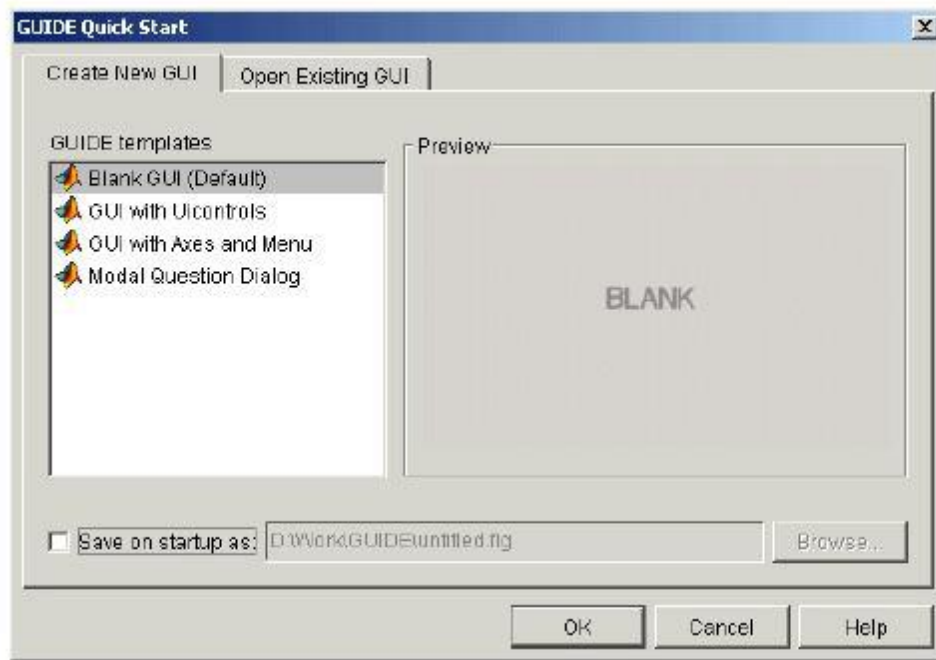 GUIDE Quick Start
Create New GUI
Open Existing GUI
GUIDE templates
Blank GUI (Default)
GUI with Uicontrols
GUI with Axes and Menu
Modal Question Dialog
Preview
BLANK
Save on startup as:
D:\Work\GUIDE\untitled.fig
Browse...
OK
Cancel
Help